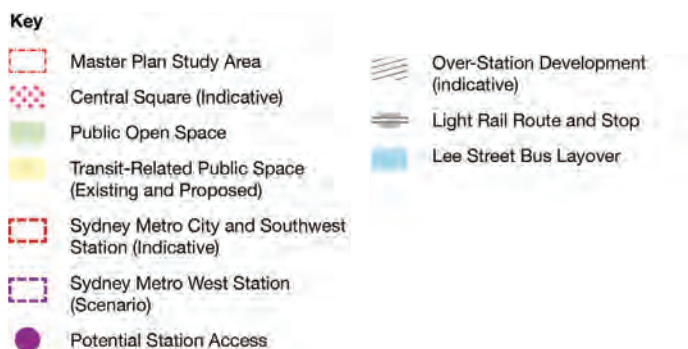 Key
Master Plan Study Area
Central Square (Indicative)
Public Open Space
Transit-Related Public Space
(Existing and Proposed)
Sydney Metro City and Southwest
Station (Indicative)
Sydney Metro West Station
(Scenario)
Potential Station Access
Over-Station Development
(indicative)
Light Rail Route and Stop
Lee Street Bus Layover